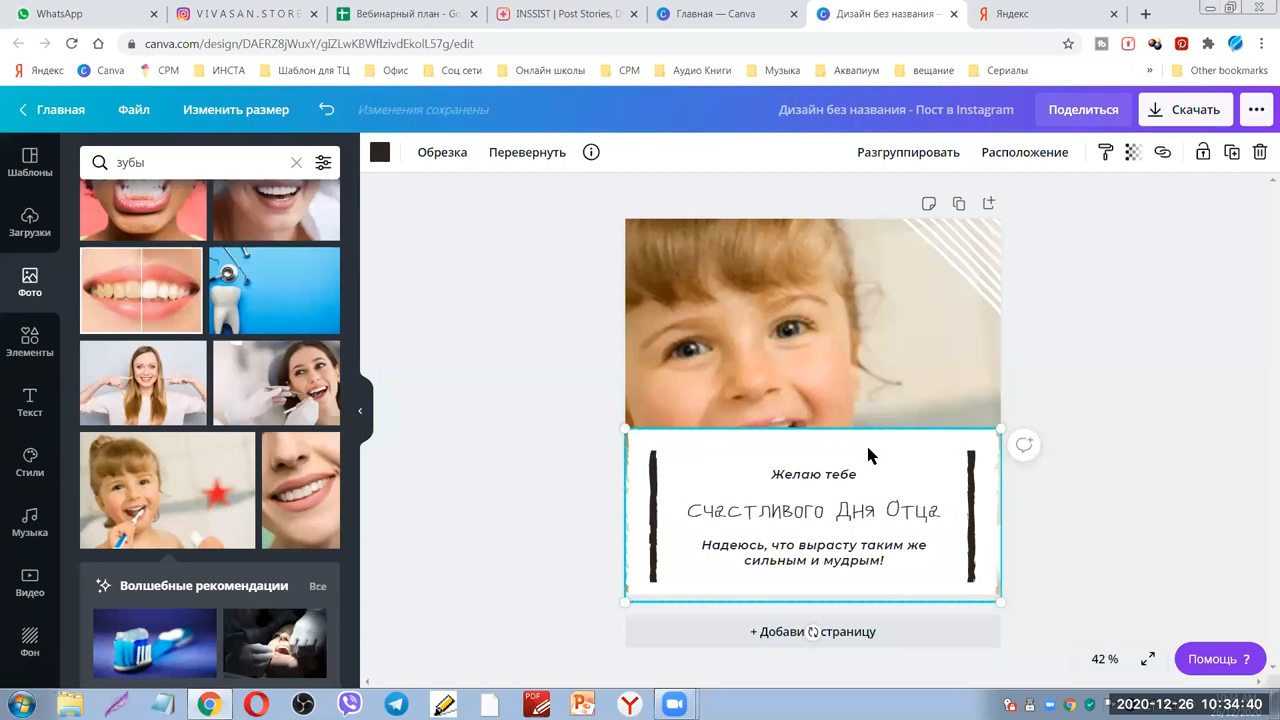 WhatsApp
V I V A S A N . S T O R E
Вебинарный план - Go
INSSIST | Post Stories, D
Главная — Canva
Дизайн без названия —
Яндекс
canva.com/design/DAERZ8jWuxY/gIZLwKBWfIzivdEkolL57g/edit
Яндекс
Canva
СРМ
ИНСТА
Шаблон для ТЦ
Офис
Соц сети
Онлайн школы
СРМ
Аудио Книги
Музыка
Аквапиум
вещание
Сериалы
»
Other bookmarks
Главная
Файл
Изменить размер
Изменения сохранены
Дизайн без названия - Пост в Instagram
Поделиться
Скачать
Обрезка
Перевернуть
Разгруппировать
Расположение
зубы
Шаблоны
Загрузки
Фото
Элементы
Текст
Стили
Музыка
Видео
Фон
Волшебные рекомендации
Все
Желаю тебе
Счастливого Дня Отца
Надеюсь, что вырасту таким же
сильным и мудрым!
+ Добави страницу
42 %
Помощь ?
PDF
2020-12-26 10:34:40